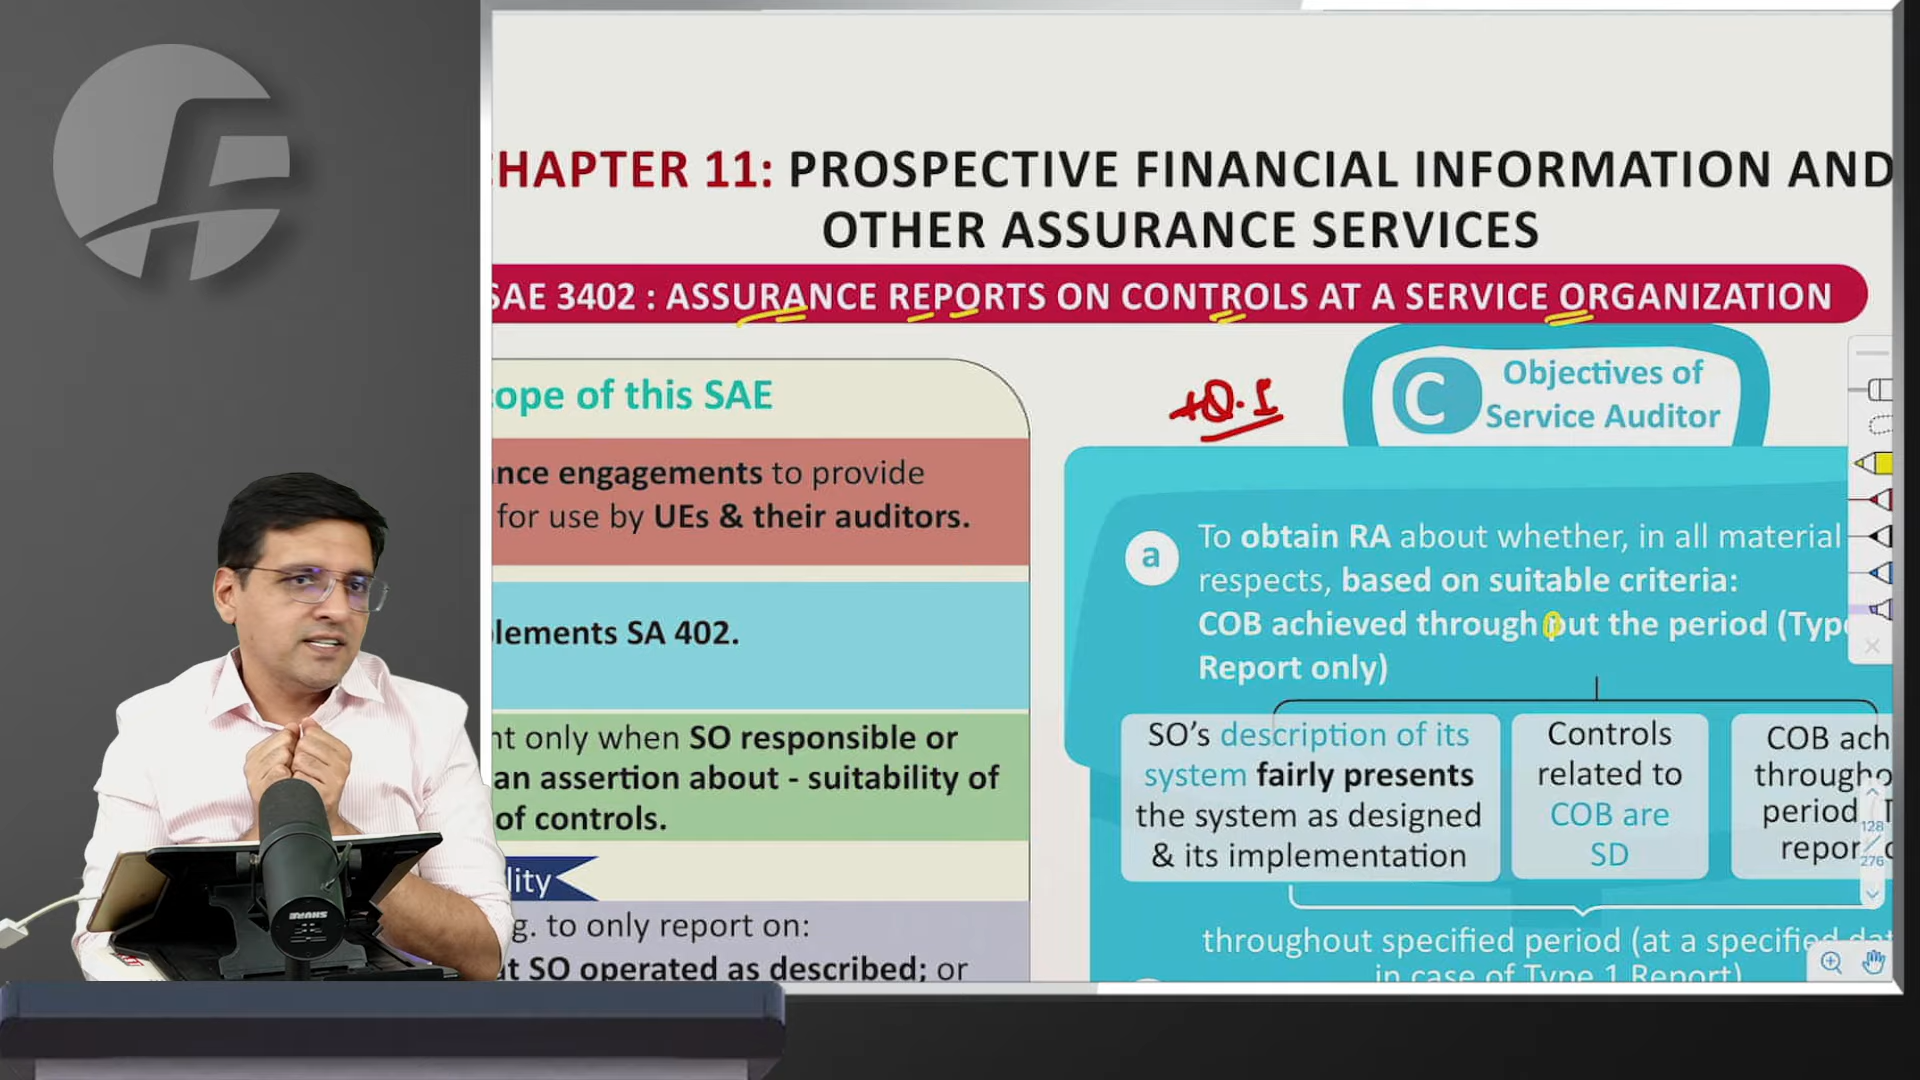 HAPTER 11: PROSPECTIVE FINANCIAL INFORMATION AND
OTHER ASSURANCE SERVICES
SAE 3402 : ASSURANCE REPORTS ON CONTROLS AT A SERVICE ORGANIZATION
ope of this SAE
nce engagements to provide
for use by UEs & their auditors.
lements SA 402.
nt only when SO responsible or
an assertion about - suitability of
of controls.
lity
g. to only report on:
at SO operated as described; or
+Q.1
C
Objectives of
Service Auditor
a
To obtain RA about whether, in all material
respects, based on suitable criteria:
COB achieved throughout the period (Type
Report only)
SO's description of its
system fairly presents
the system as designed
& its implementation
Controls
related to
COB are
SD
COB ach
througho
period
repor
throughout specified period (at a specified dat
in case of Type 1 Report)
128
276
SHURE